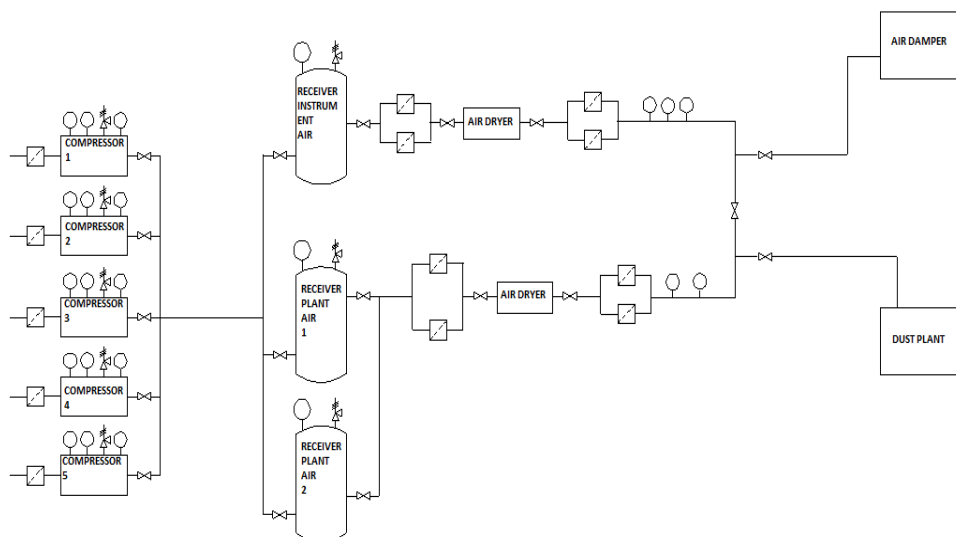 AIR DAMPER
RECEIVER
INSTRUM
ENT
AIR
AIR DRYER
COMPRESSOR
1
COMPRESSOR
2
COMPRESSOR
3
COMPRESSOR
4
COMPRESSOR
5
RECEIVER
PLANT
AIR
1
AIR DRYER
DUST PLANT
RECEIVER
PLANT
AIR
2